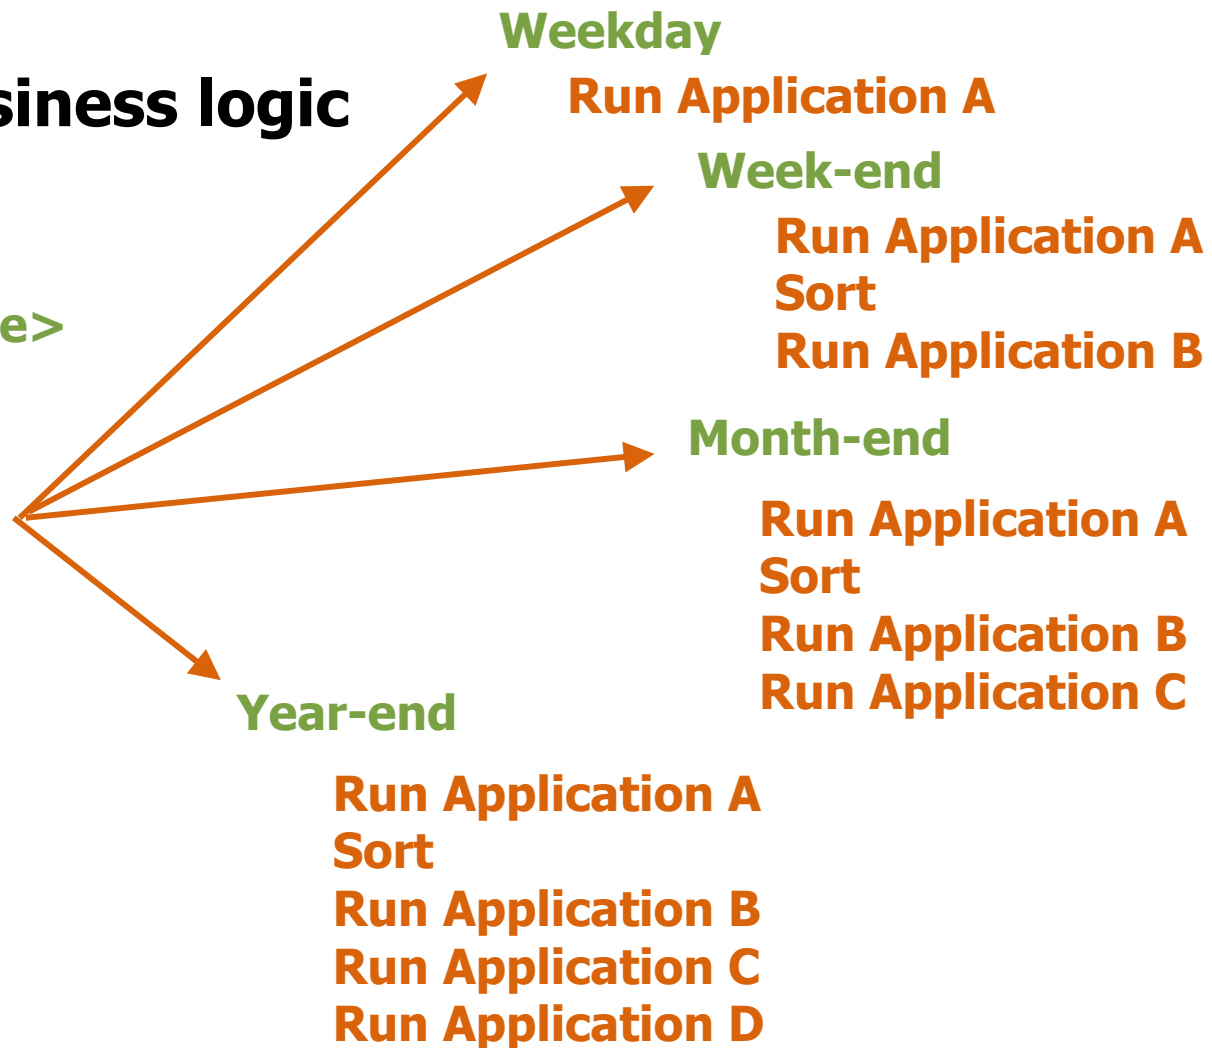 Weekday
siness logic
Run Application A
Week-end
Run Application A
Sort
Run Application B
e>
Month-end
Run Application A
Sort
Run Application B
Run Application C
Year-end
Run Application A
Sort
Run Application B
Run Application C
Run Application D